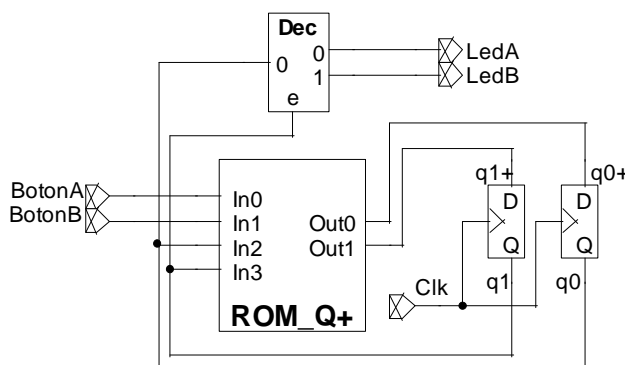 Dec
0
0
1
e
LedA
LedB
BotonA
BotonB
In0
In1
In2
In3
Out0
Out1
ROM_Q+
q1+
D
Q
q1
q0+
D
Q
q0
Clk